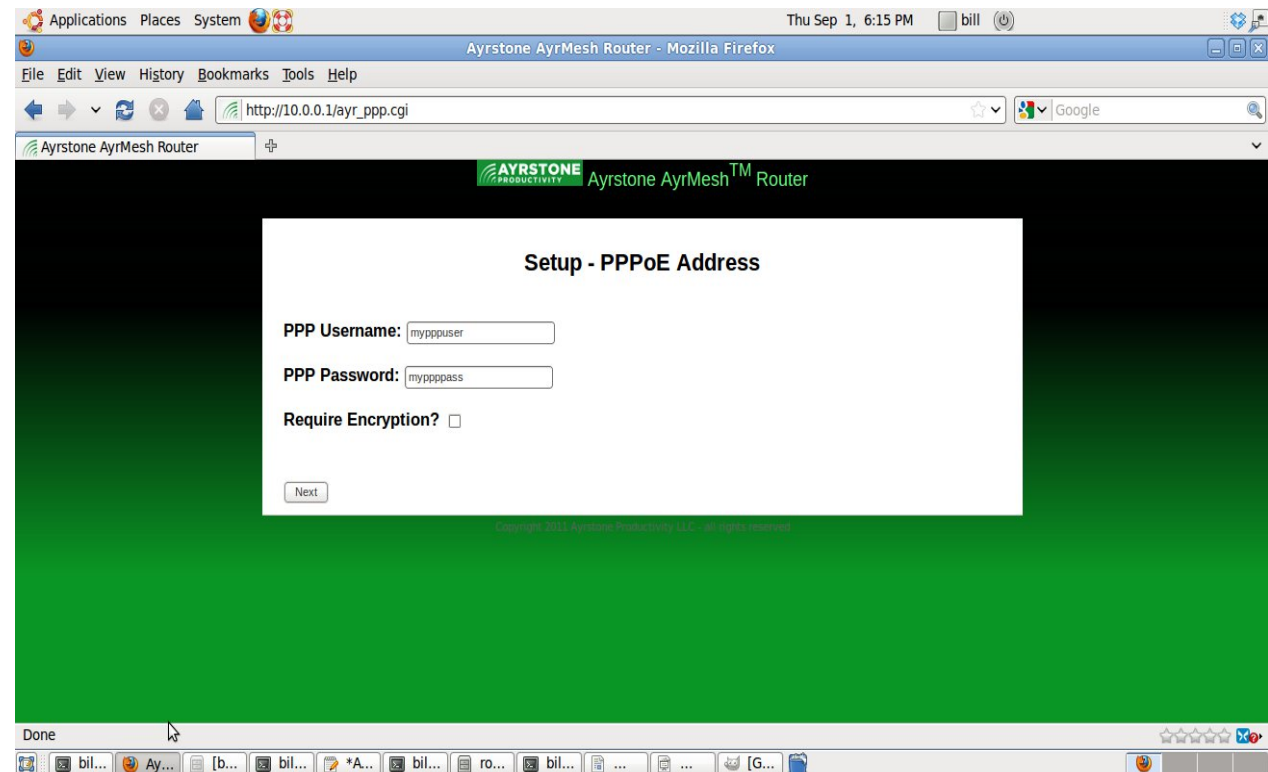 Applications Places System Thu Sep 1, 6:15 PM bill
Ayrstone AyrMesh Router - Mozilla Firefox
File Edit View History Bookmarks Tools Help
http://10.0.0.1/ayr_ppp.cgi Google
Ayrstone AyrMesh Router
AYRSTONE PRODUCTIVITY Ayrstone AyrMesh™ Router
Setup - PPPoE Address
PPP Username: mypppuser
PPP Password: myppppass
Require Encryption?
Next
Copyright 2011 Ayrstone Productivity LLC - all rights reserved
Done
bil... Ay... [b... bil... *A... bil... ro... bil... ... ... [G...